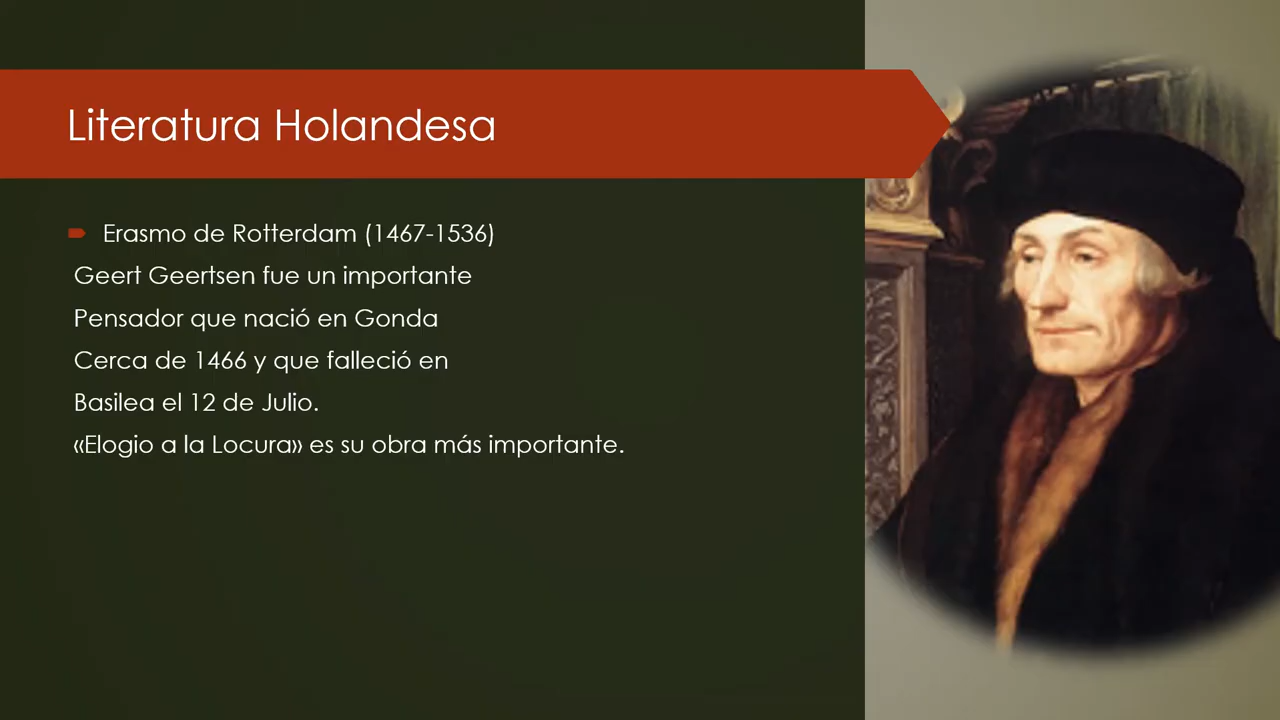 Literatura Holandesa
Erasmo de Rotterdam (1467-1536)
Geert Geertsen fue un importante
Pensador que nació en Gonda
Cerca de 1466 y que falleció en
Basilea el 12 de Julio.
«Elogio a la Locura» es su obra más importante.